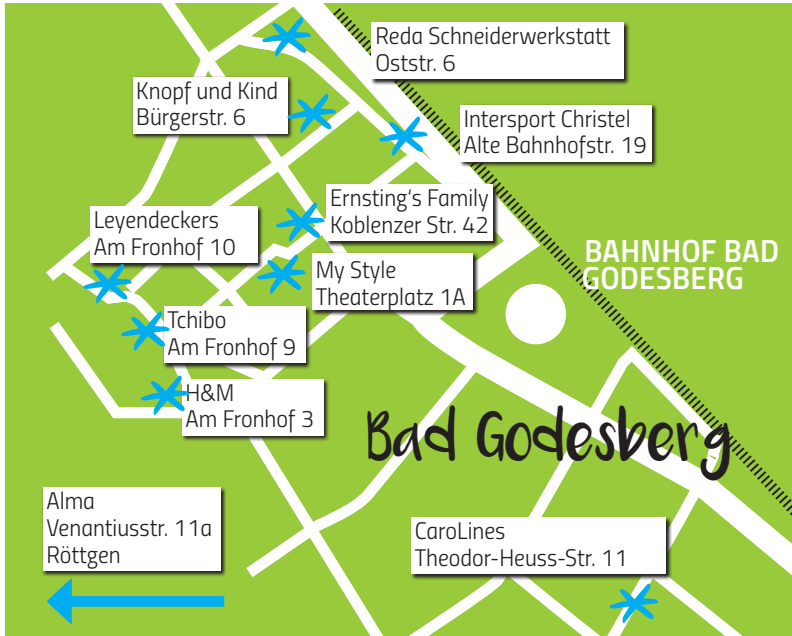 Reda Schneiderwerkstatt
Oststr. 6
Knopf und Kind
Bürgerstr. 6
Intersport Christel
Alte Bahnhofstr. 19
Ernsting's Family
Koblenzer Str. 42
Leyendeckers
Am Fronhof 10
BAHNHOF BAD
GODESBERG
My Style
Theaterplatz 1A
Tchibo
Am Fronhof 9
H&M
Am Fronhof 3
Bad Godesberg
Alma
Venantiusstr. 11a
Röttgen
CaroLines
Theodor-Heuss-Str. 11